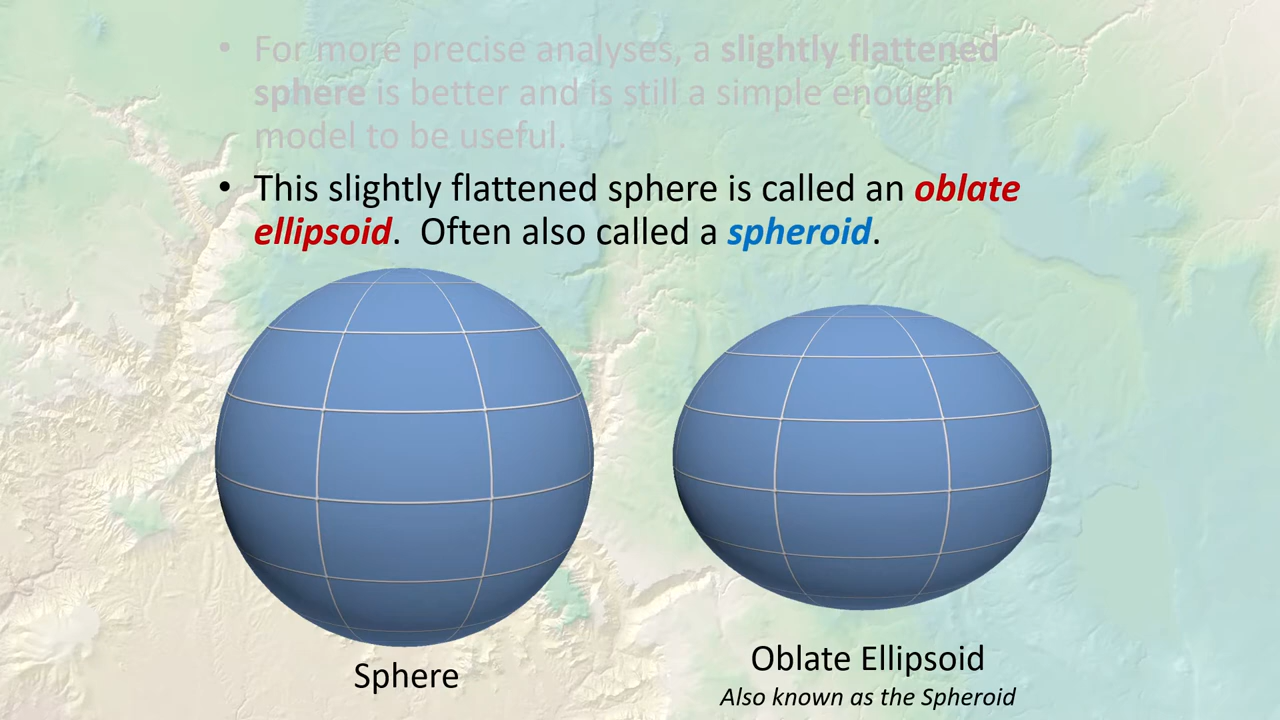 • For more precise analyses, a slightly flattened
sphere is better and is still a simple enough
model to be useful.
• This slightly flattened sphere is called an oblate
ellipsoid.  Often also called a spheroid.
Sphere
Oblate Ellipsoid
Also known as the Spheroid